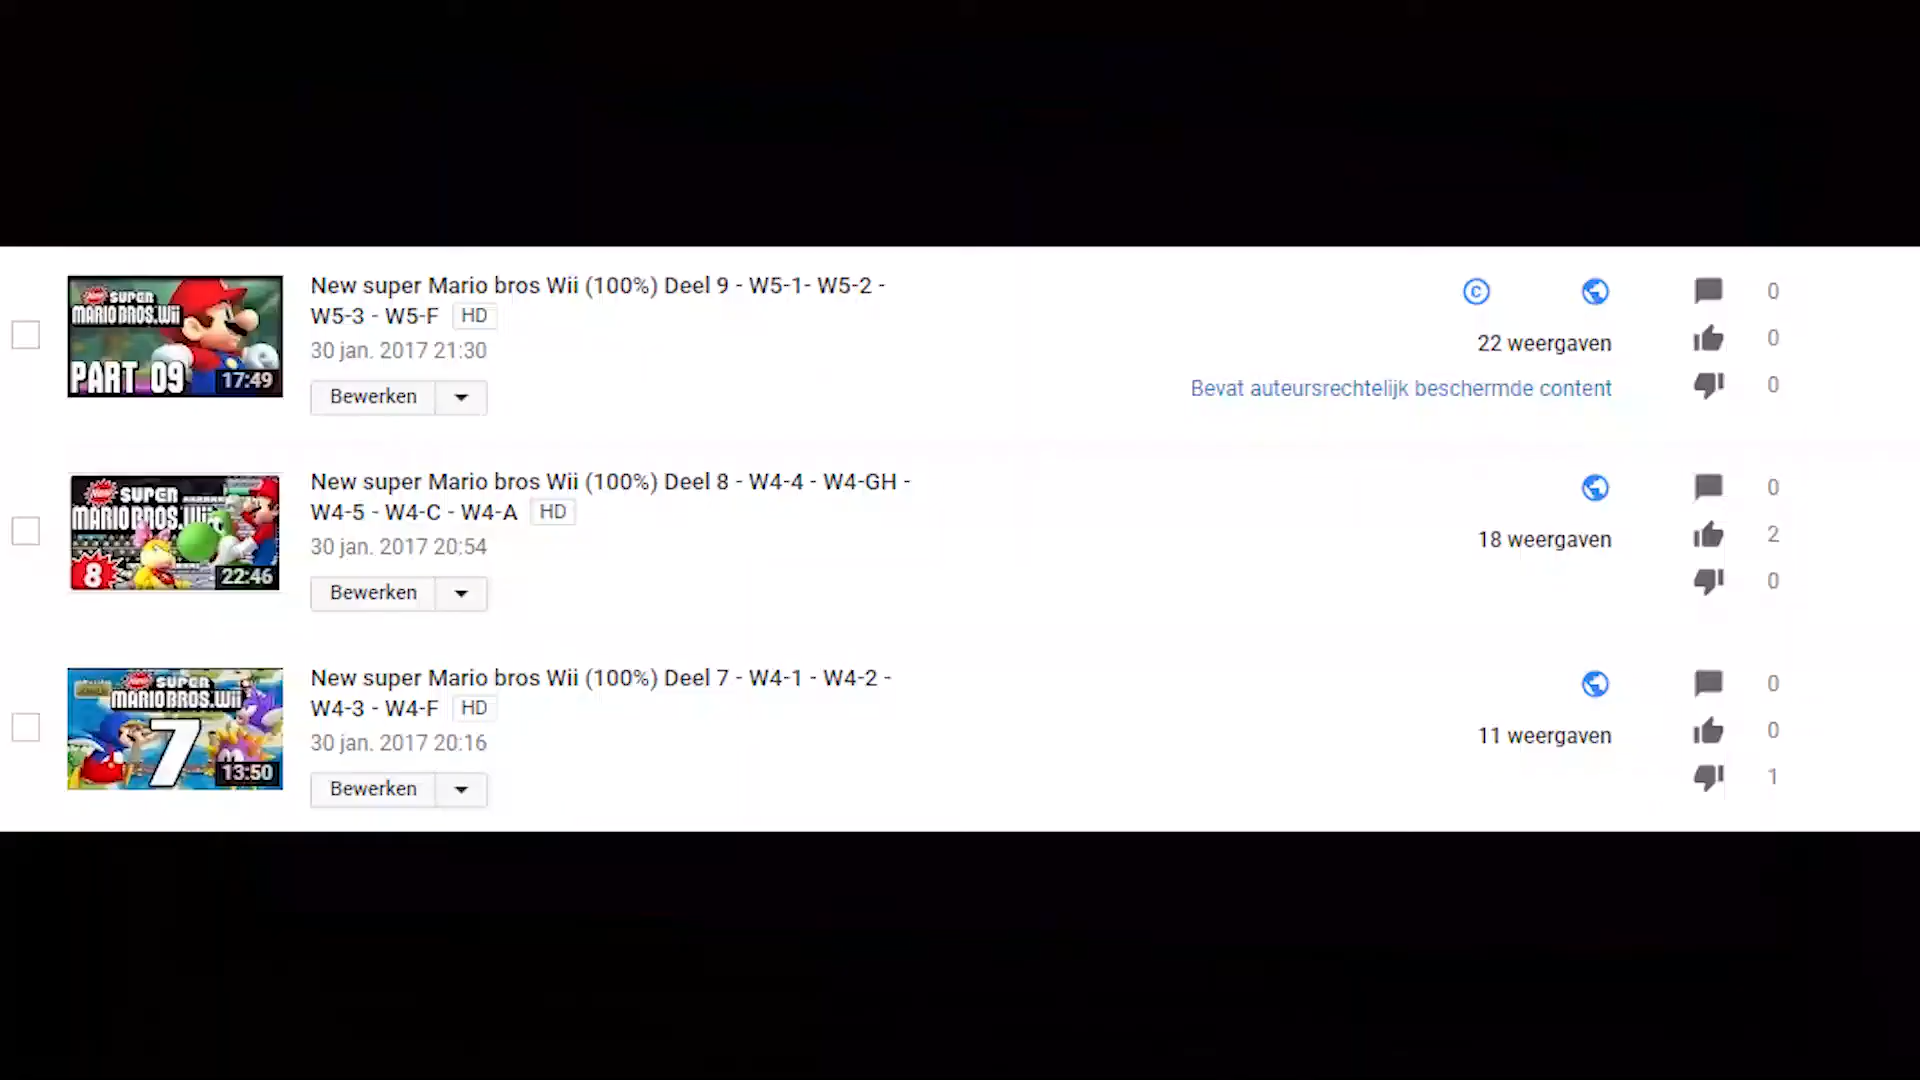 New SUPER
MARIO BROS. Wii
PART 09
17:49
New super Mario bros Wii (100%) Deel 9 - W5-1- W5-2 -
W5-3 - W5-F HD
30 jan. 2017 21:30
Bewerken
22 weergaven
Bevat auteursrechtelijk beschermde content
0
0
0
New SUPER
MARIO BROS. Wii
8
22:46
New super Mario bros Wii (100%) Deel 8 - W4-4 - W4-GH -
W4-5 - W4-C - W4-A HD
30 jan. 2017 20:54
Bewerken
18 weergaven
0
2
0
New SUPER
MARIO BROS. Wii
7
13:50
New super Mario bros Wii (100%) Deel 7 - W4-1 - W4-2 -
W4-3 - W4-F HD
30 jan. 2017 20:16
Bewerken
11 weergaven
0
0
1